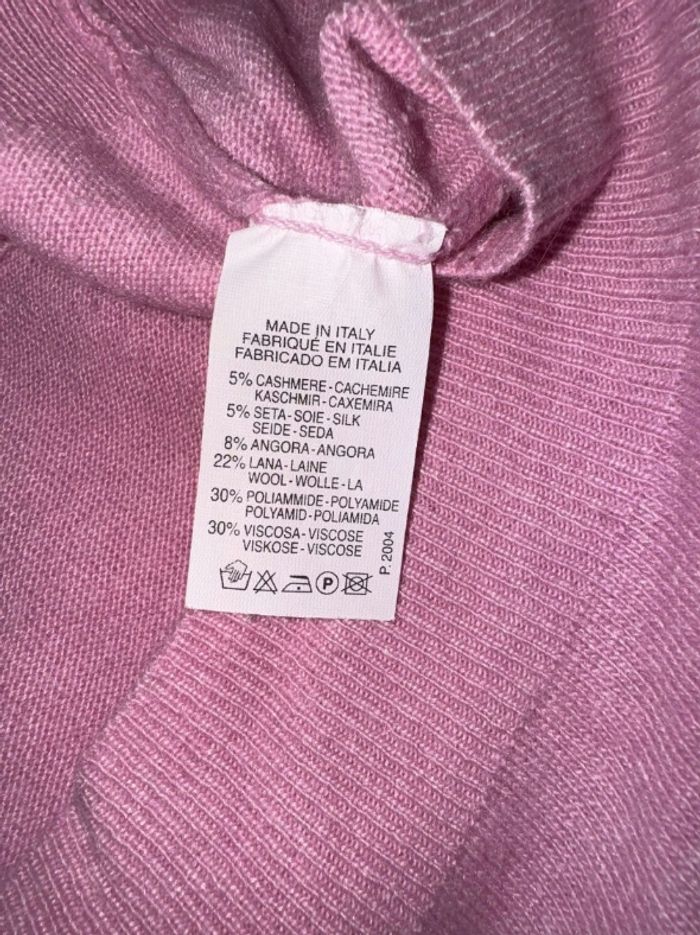 MADE IN ITALY
FABRIQUÉ EN ITALIE
FABRICADO EM ITALIA
5% CASHMERE-CACHEMIRE
KASCHMIR-CAXEMIRA
5% SETA-SOIE-SILK
SEIDE-SEDA
8% ANGORA-ANGORA
22% LANA-LAINE
WOOL-WOLLE-LA
30% POLIAMMIDE-POLYAMIDE
POLYAMID-POLIAMIDA
30% VISCOSA-VISCOSE
VISKOSE-VISCOSE
P
P. 2004